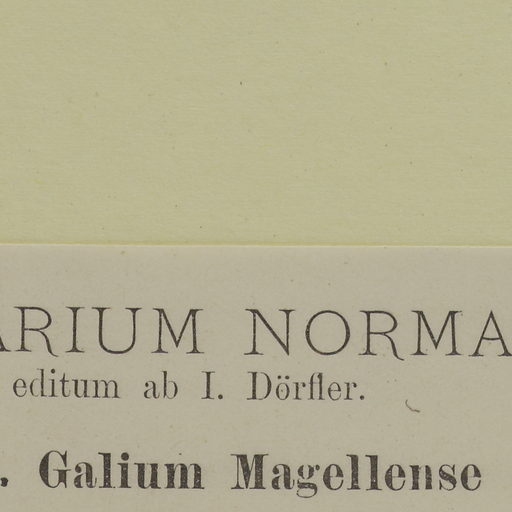 ARIUM NORMA
editum ab I. Dörfler.
. Galium Magellense